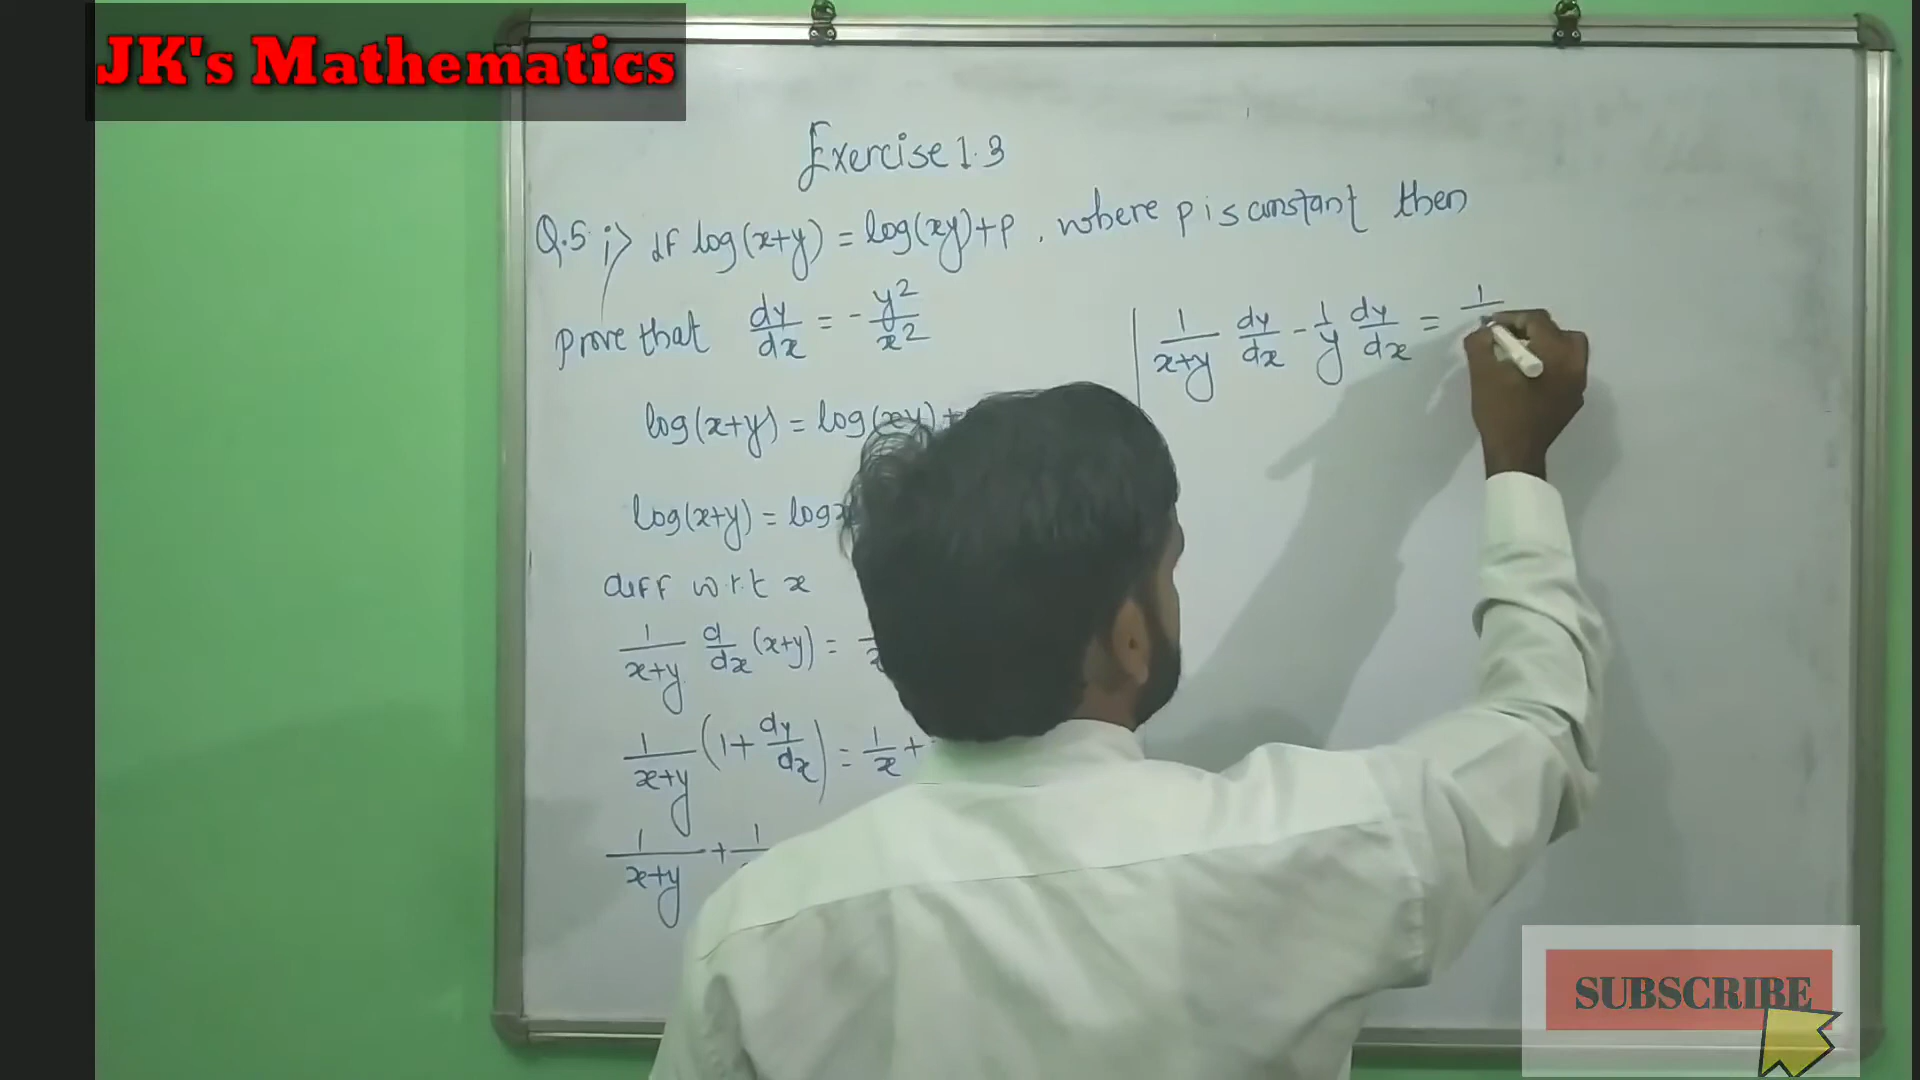 JK's Mathematics
Exercise 1.3
Q.5 i) If log(x+y) = log(xy)+p , where p is constant then
prove that dy/dx = - y²/x²
log(x+y) = log(xy)+
log(x+y) = log x
diff w.r.t x
1/(x+y) d/dx (x+y) =
1/(x+y) (1+ dy/dx) = 1/x +
1/(x+y) + 1
1/(x+y) dy/dx - 1/y dy/dx = 1
SUBSCRIBE